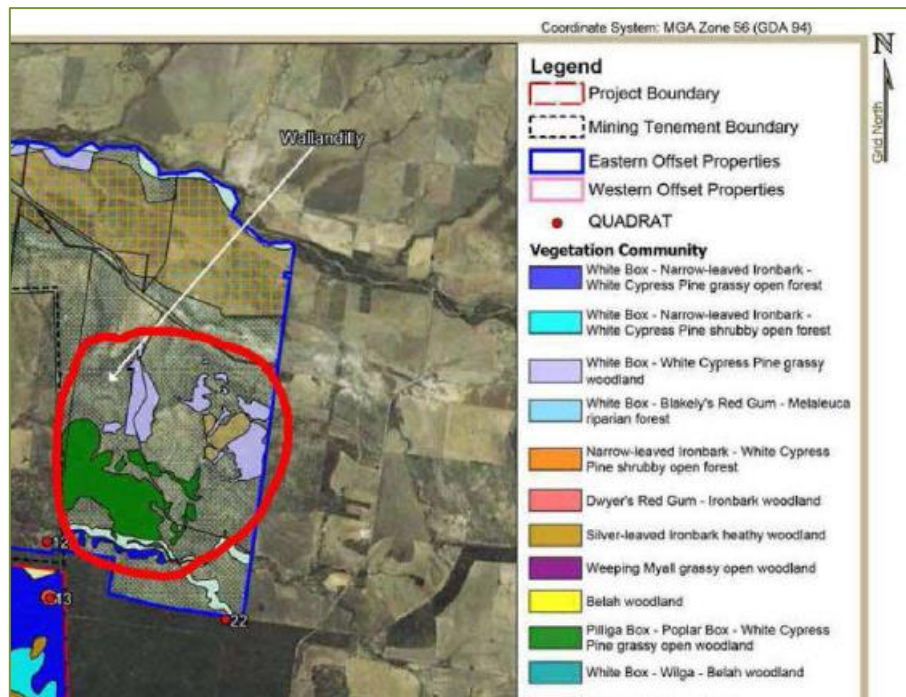 Coordinate System: MGA Zone 56 (GDA 94)
N
Grid North
Legend
Project Boundary
Mining Tenement Boundary
Eastern Offset Properties
Western Offset Properties
QUADRAT
Vegetation Community
White Box - Narrow-leaved Ironbark -
White Cypress Pine grassy open forest
White Box - Narrow-leaved Ironbark -
White Cypress Pine shrubby open forest
White Box - White Cypress Pine grassy
woodland
White Box - Blakely's Red Gum - Melaleuca
riparian forest
Narrow-leaved Ironbark - White Cypress
Pine shrubby open forest
Dwyer's Red Gum - Ironbark woodland
Silver-leaved Ironbark heathy woodland
Weeping Myall grassy open woodland
Belah woodland
Pilliga Box - Poplar Box - White Cypress
Pine grassy open woodland
White Box - Wilga - Belah woodland
Wallandilly
12
13
22